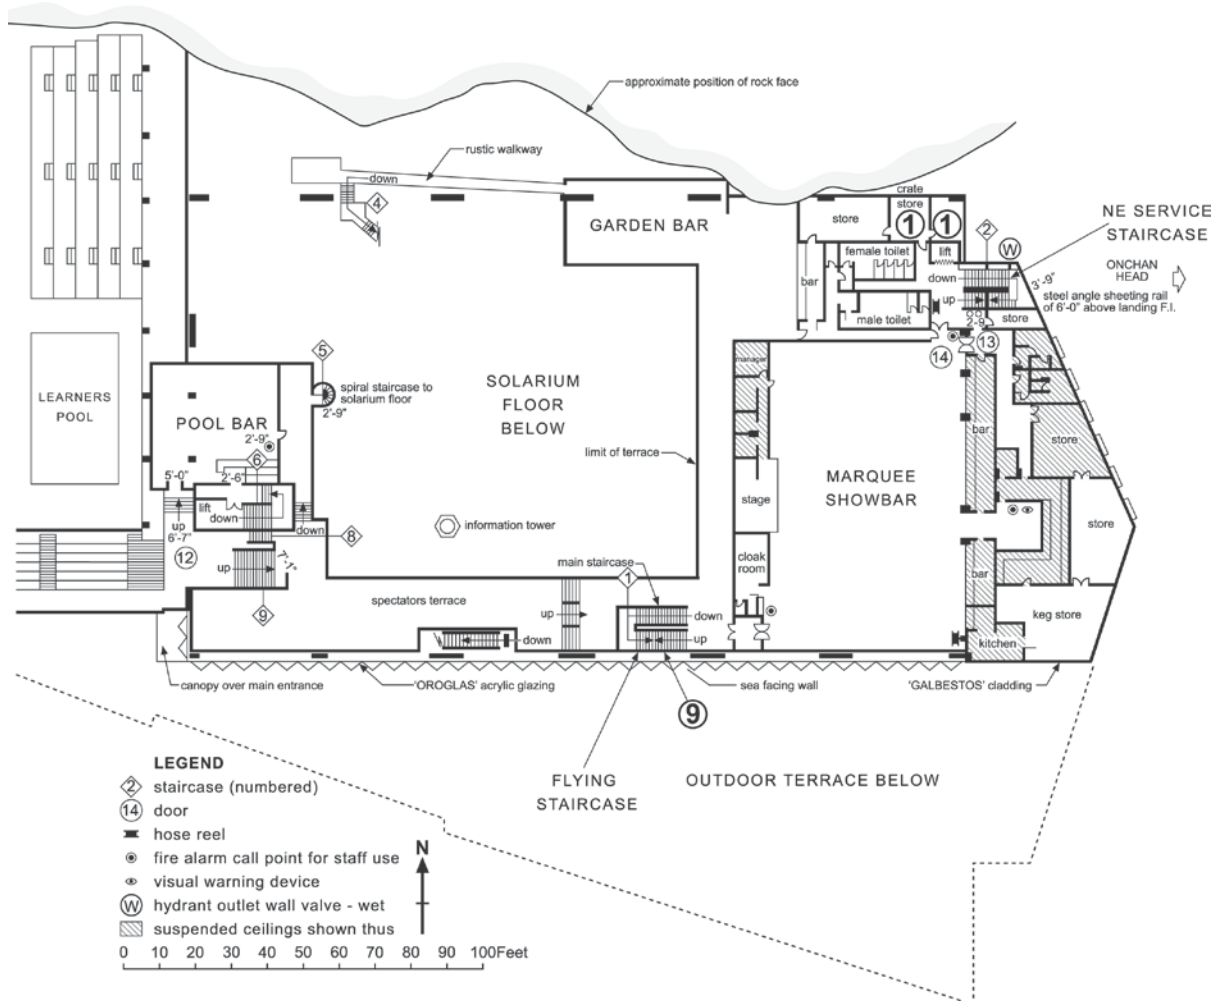 approximate position of rock face
rustic walkway
down
4
crate
store
store
1
1
2
W
NE SERVICE
STAIRCASE
GARDEN BAR
female toilet
lift
down
ONCHAN
HEAD
3'-9"
steel angle sheeting rail
of 6'-0" above landing F.I.
bar
up
male toilet
2'-9
store
14
13
5
manager
LEARNERS
POOL
spiral staircase to
solarium floor
2'-9"
SOLARIUM
FLOOR
BELOW
POOL BAR
2'-9"
bar
store
6
limit of terrace
5'-0"
2'-6"
MARQUEE
SHOWBAR
stage
lift
down
up
6'-7"
down
8
information tower
store
12
7'-1"
up
main staircase
cloak
room
bar
1
spectators terrace
9
up
down
up
down
keg store
kitchen
canopy over main entrance
'OROGLAS' acrylic glazing
sea facing wall
'GALBESTOS' cladding
9
FLYING
STAIRCASE
OUTDOOR TERRACE BELOW
LEGEND
2 staircase (numbered)
14 door
hose reel
fire alarm call point for staff use
visual warning device
W hydrant outlet wall valve - wet
suspended ceilings shown thus
N
0 10 20 30 40 50 60 70 80 90 100Feet